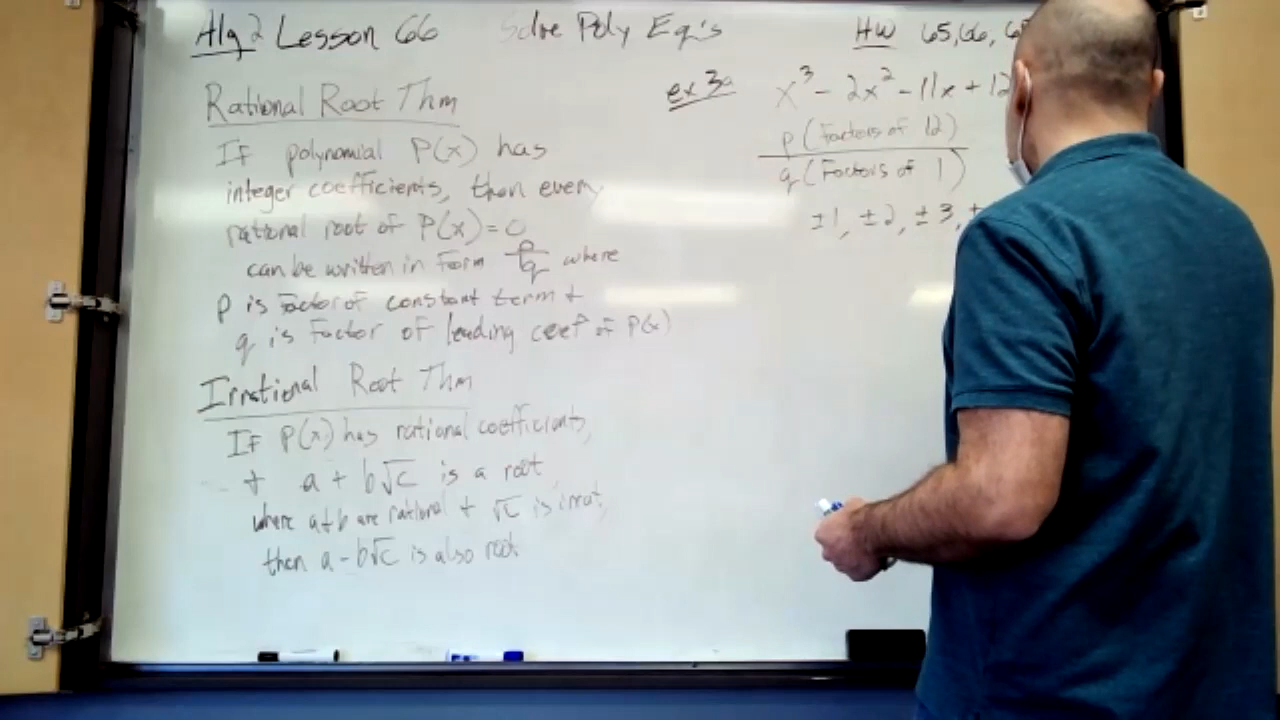 Alg 2 Lesson 66 Solve Poly Eq's HW 65, 66, 6
Rational Root Thm
If polynomial P(x) has
integer coefficients, then every
rational root of P(x) = 0
can be written in form p/q where
p is factor of constant term +
q is factor of leading coef of P(x)
Irrational Root Thm
If P(x) has rational coefficients,
+ a + b√c is a root
where a + b are rational + √c is irrat,
then a - b√c is also root
ex 3a x³ - 2x² - 11x + 12
p (factors of 12)
q (factors of 1)
±1, ±2, ±3, ±